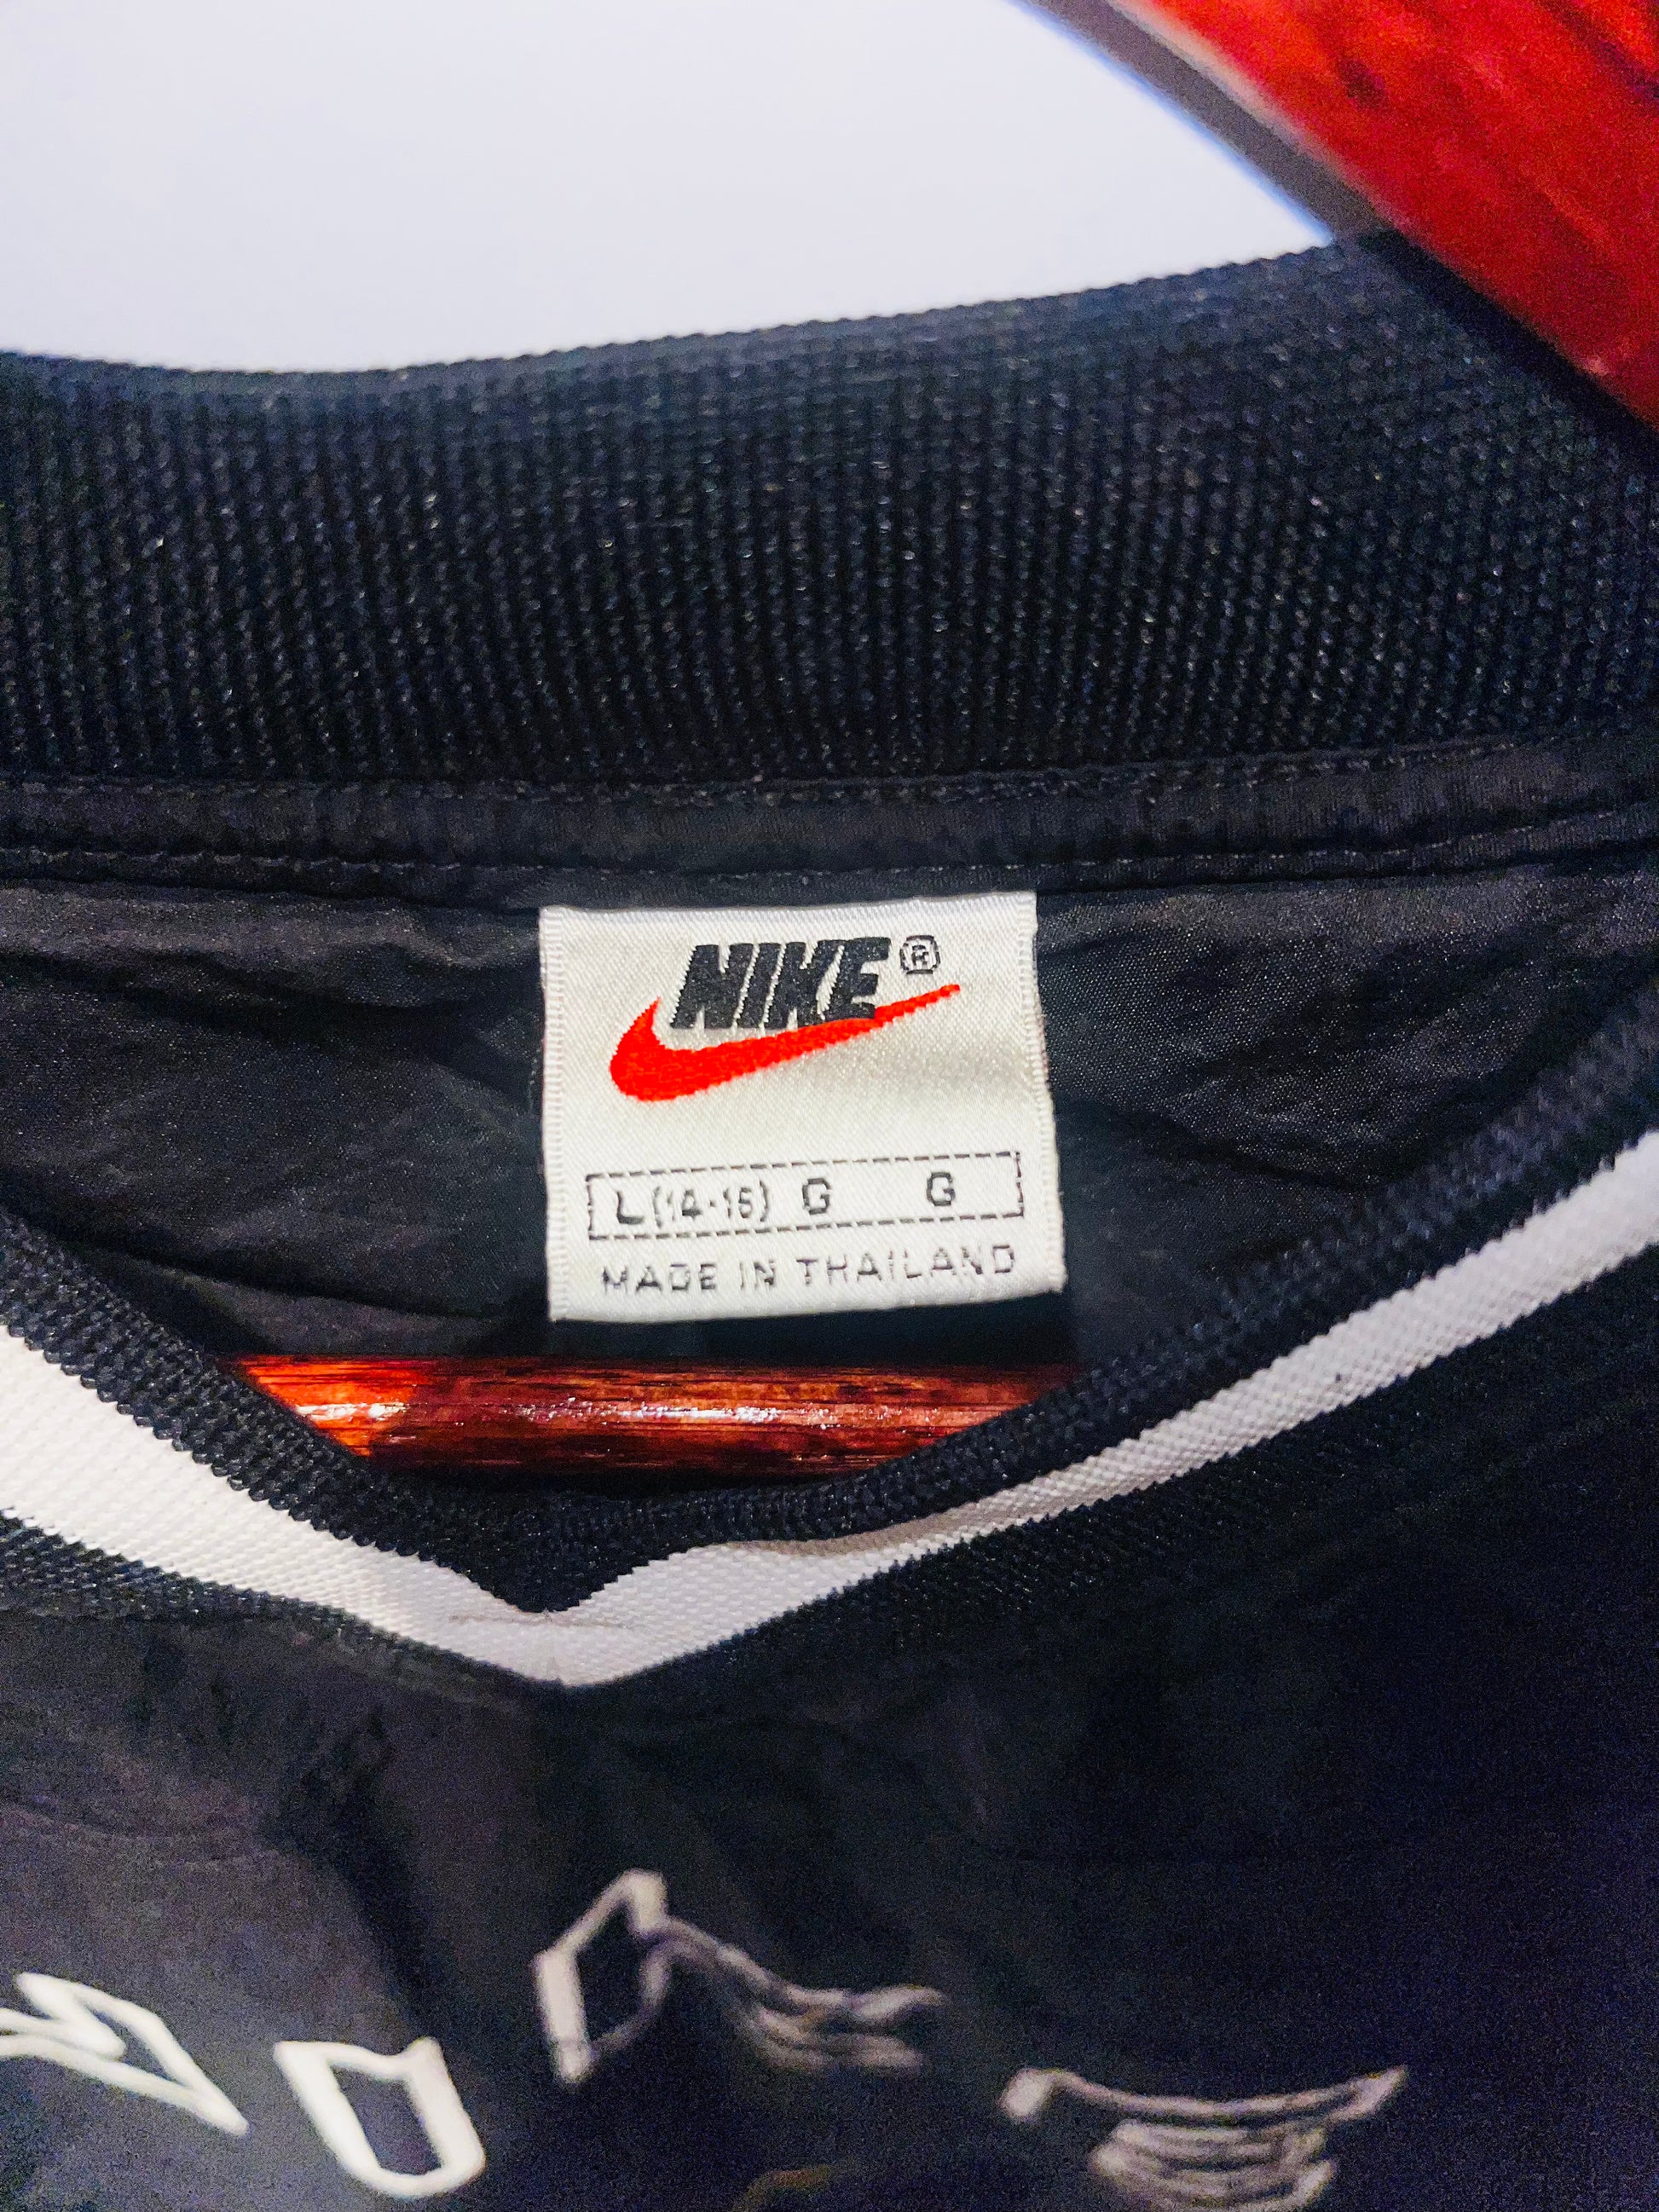 NIKE®
L(14-16) G G
MADE IN THAILAND